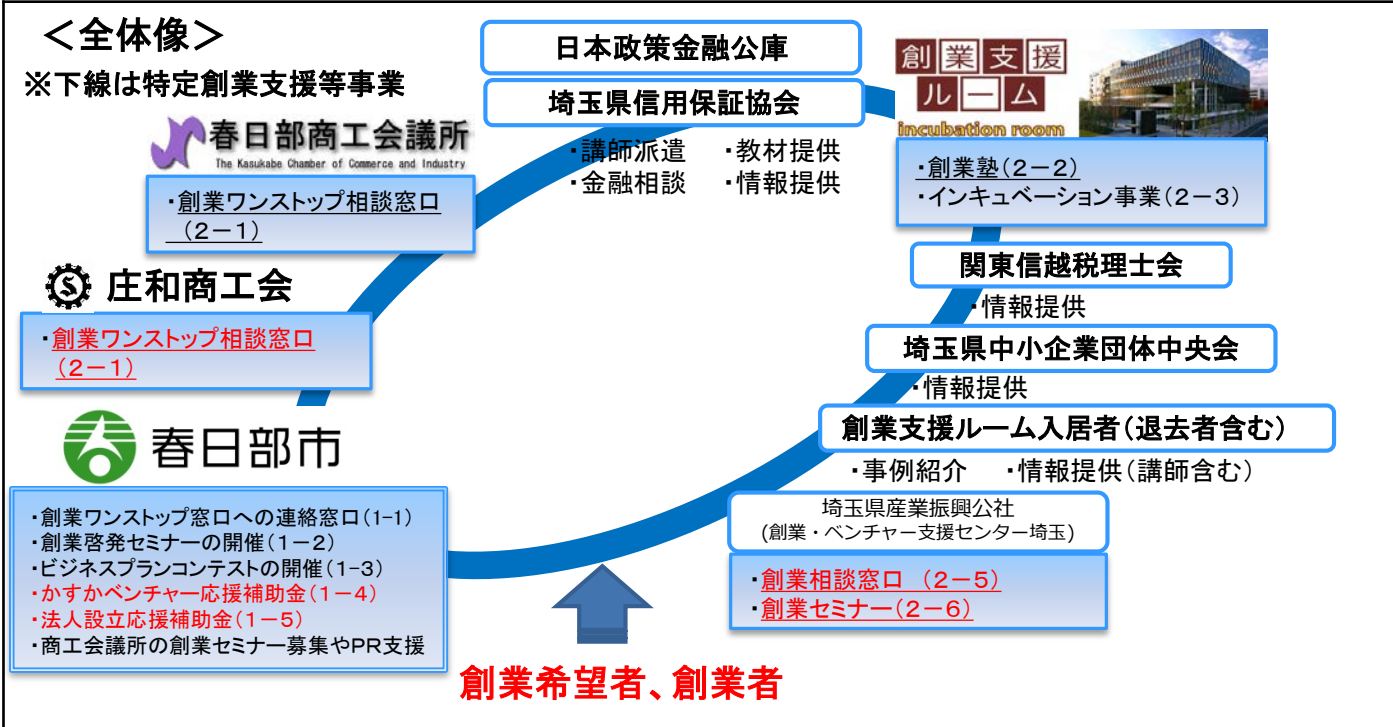 ＜全体像＞
※下線は特定創業支援等事業
日本政策金融公庫
埼玉県信用保証協会
・講師派遣　・教材提供
・金融相談　・情報提供
創業支援
ルーム
incubation room
・創業塾（２－２）
・インキュベーション事業（２－３）
春日部商工会議所
The Kasukabe Chamber of Commerce and Industry
・創業ワンストップ相談窓口
（２－１）
庄和商工会
・創業ワンストップ相談窓口
（２－１）
関東信越税理士会
・情報提供
埼玉県中小企業団体中央会
・情報提供
創業支援ルーム入居者（退去者含む）
・事例紹介　・情報提供（講師含む）
春日部市
・創業ワンストップ窓口への連絡窓口（1-1）
・創業啓発セミナーの開催（１－２）
・ビジネスプランコンテストの開催（１-３）
・かすかベンチャー応援補助金（１－４）
・法人設立応援補助金（１－５）
・商工会議所の創業セミナー募集やPR支援
埼玉県産業振興公社
（創業・ベンチャー支援センター埼玉）
・創業相談窓口　（２－５）
・創業セミナー（２－６）
創業希望者、創業者